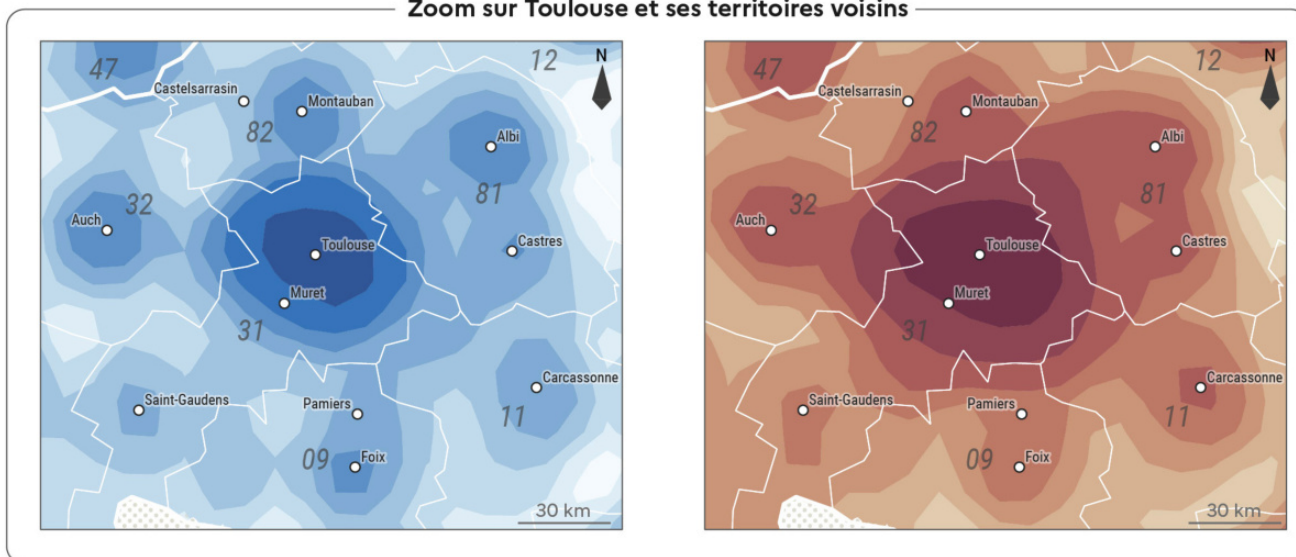 Zoom sur Toulouse et ses territoires voisins
47
12
N
Castelsarrasin
Montauban
82
Albi
81
32
Auch
Toulouse
Castres
Muret
31
Saint-Gaudens
Pamiers
Carcassonne
11
09
Foix
30 km
47
12
N
Castelsarrasin
Montauban
82
Albi
81
32
Auch
Toulouse
Castres
Muret
31
Saint-Gaudens
Pamiers
Carcassonne
11
09
Foix
30 km